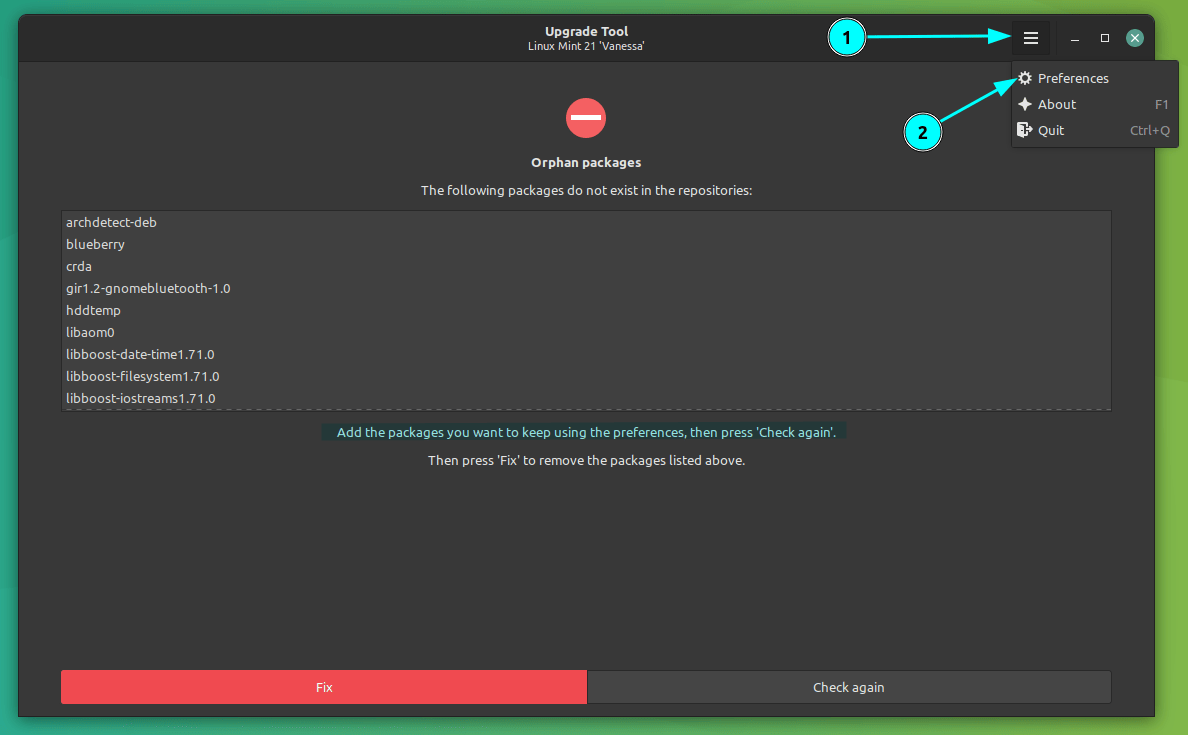 Upgrade Tool
Linux Mint 21 'Vanessa'
1
Preferences
2
About F1
Quit Ctrl+Q
Orphan packages
The following packages do not exist in the repositories:
archdetect-deb
blueberry
crda
gir1.2-gnomebluetooth-1.0
hddtemp
libaom0
libboost-date-time1.71.0
libboost-filesystem1.71.0
libboost-iostreams1.71.0
Add the packages you want to keep using the preferences, then press 'Check again'.
Then press 'Fix' to remove the packages listed above.
Fix
Check again